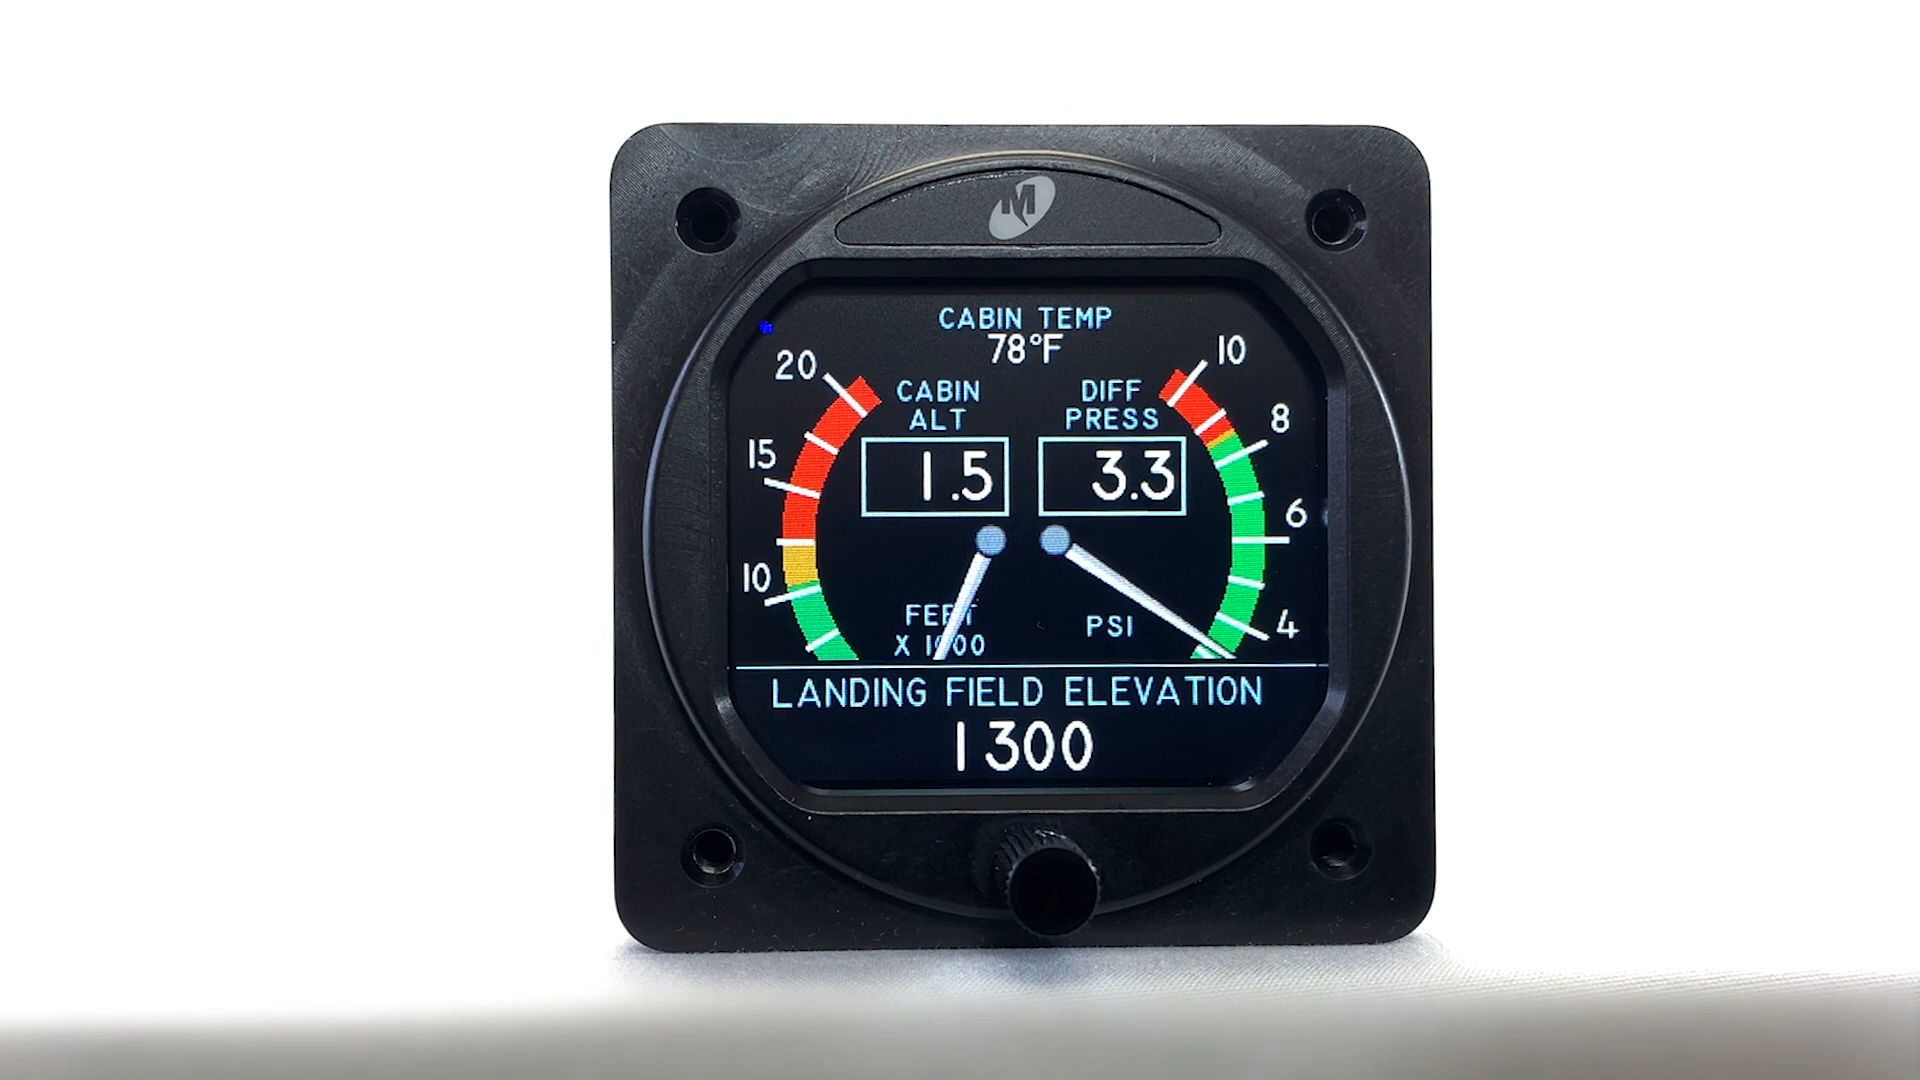 M
CABIN TEMP
78°F
20
CABIN
ALT
DIFF
PRESS
10
15
1.5
3.3
8
6
10
FEET
X 1000
PSI
4
LANDING FIELD ELEVATION
1300